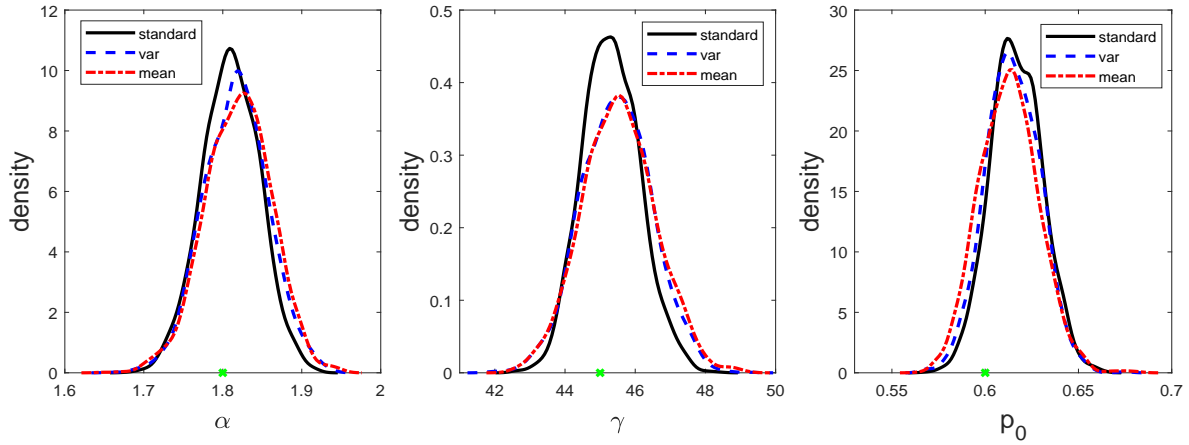 12
10
8
6
4
2
0
density
standard
var
mean
1.6
1.7
1.8
1.9
2
α
0.5
0.4
0.3
0.2
0.1
0
density
standard
var
mean
42
44
46
48
50
γ
30
25
20
15
10
5
0
density
standard
var
mean
0.55
0.6
0.65
0.7
p0